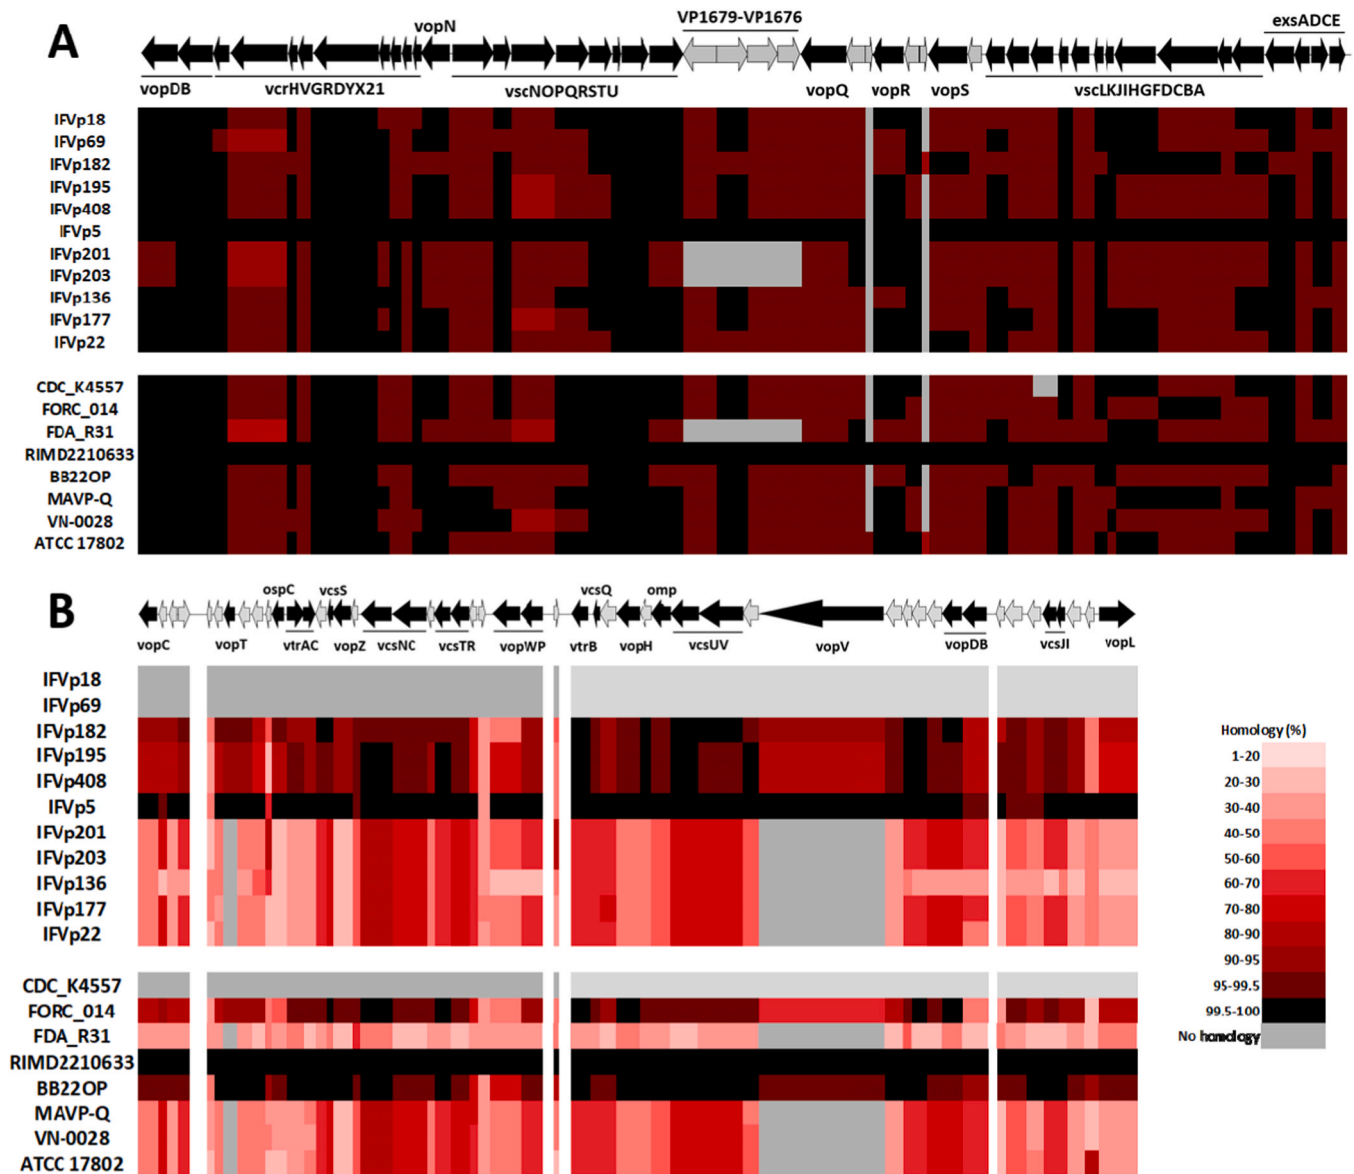 A
vopN
VP1679-VP1676
exsADCE
vopDB
vcrHVGRDYX21
vscNOPQRSTU
vopQ
vopR
vopS
vscLKJIHGFDCBA
IFVp18
IFVp69
IFVp182
IFVp195
IFVp408
IFVp5
IFVp201
IFVp203
IFVp136
IFVp177
IFVp22
CDC_K4557
FORC_014
FDA_R31
RIMD2210633
BB22OP
MAVP-Q
VN-0028
ATCC 17802
B
ospC
vcsS
vcsQ
omp
vopC
vopT
vtrAC
vopZ
vcsNC
vcsTR
vopWP
vtrB
vopH
vcsUV
vopV
vopDB
vcsJI
vopL
IFVp18
IFVp69
IFVp182
IFVp195
IFVp408
IFVp5
IFVp201
IFVp203
IFVp136
IFVp177
IFVp22
CDC_K4557
FORC_014
FDA_R31
RIMD2210633
BB22OP
MAVP-Q
VN-0028
ATCC 17802
Homology (%)
1-20
20-30
30-40
40-50
50-60
60-70
70-80
80-90
90-95
95-99.5
99.5-100
No homology